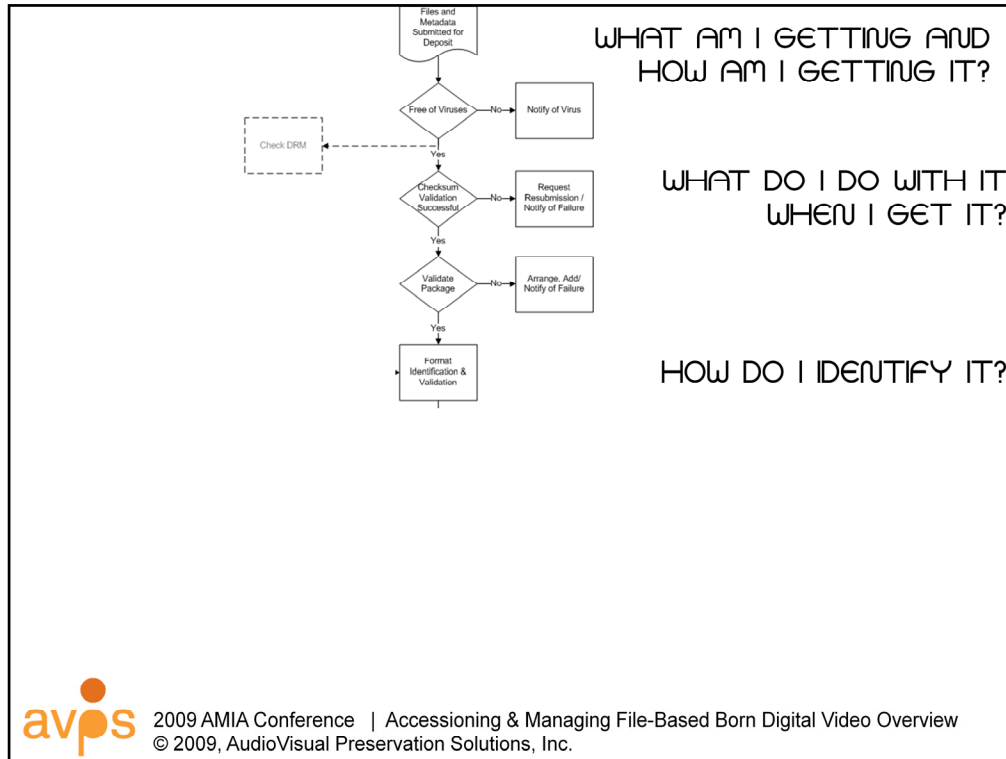 Files and
Metadata
Submitted for
Deposit
WHAT AM I GETTING AND
HOW AM I GETTING IT?
Free of Viruses
No
Notify of Virus
Check DRM
Yes
Checksum
Validation
Successful
No
Request
Resubmission /
Notify of Failure
WHAT DO I DO WITH IT
WHEN I GET IT?
Yes
Validate
Package
No
Arrange, Add/
Notify of Failure
Yes
Format
Identification &
Validation
HOW DO I IDENTIFY IT?
avps
2009 AMIA Conference | Accessioning & Managing File-Based Born Digital Video Overview
© 2009, AudioVisual Preservation Solutions, Inc.